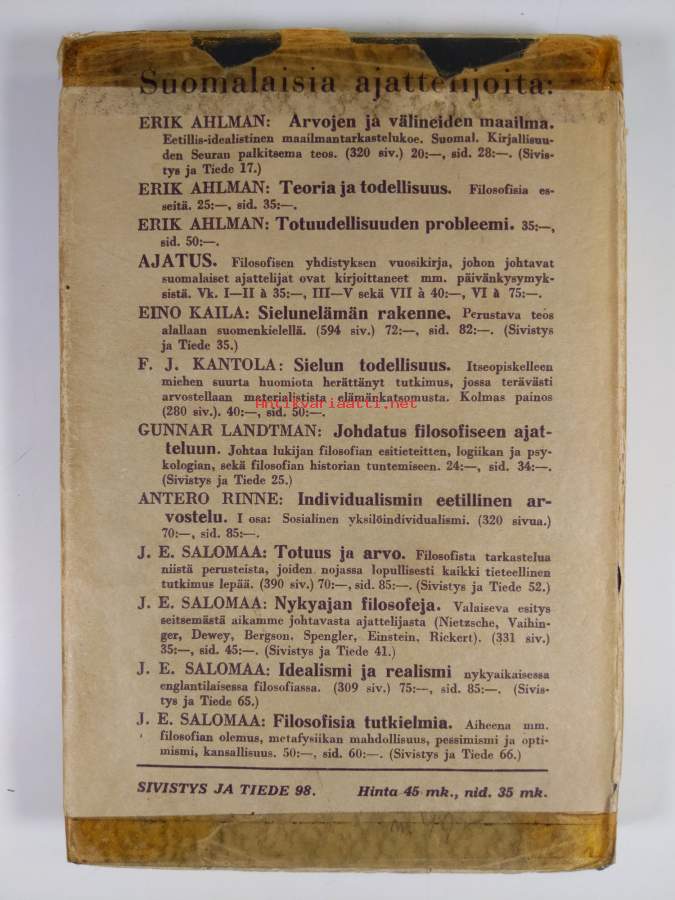 Suomalaisia ajattelijoita:
ERIK AHLMAN: Arvojen ja välineiden maailma.
Eetillis-idealistinen maailmantarkastelukoe. Suomal. Kirjallisuu-
den Seuran palkitsema teos. (320 siv.) 20:—, sid. 28:—. (Sivis-
tys ja Tiede 17.)
ERIK AHLMAN: Teoria ja todellisuus. Filosofisia es-
seitä. 25:—, sid. 35:—.
ERIK AHLMAN: Totuudellisuuden probleemi. 35:—,
sid. 50:—.
AJATUS. Filosofisen yhdistyksen vuosikirja, johon johtavat
suomalaiset ajattelijat ovat kirjoittaneet mm. päivänkysymyk-
sistä. Vk. I—II à 35:—, III—V sekä VII à 40:—, VI à 75:—.
EINO KAILA: Sielunelämän rakenne. Perustava teos
alallaan suomenkielellä. (594 siv.) 72:—, sid. 82:—. (Sivistys
ja Tiede 35.)
F. J. KANTOLA: Sielun todellisuus. Itseopiskelleen
miehen suurta huomiota herättänyt tutkimus, jossa terävästi
arvostellaan materialistista elämänkatsomusta. Kolmas painos
(280 siv.). 40:—, sid. 50:—.
Antikvariaatti.net
GUNNAR LANDTMAN: Johdatus filosofiseen ajat-
teluun. Johtaa lukijan filosofian esitieteitten, logiikan ja psy-
kologian, sekä filosofian historian tuntemiseen. 24:—, sid. 34:—.
(Sivistys ja Tiede 25.)
ANTERO RINNE: Individualismin eetillinen ar-
vostelu. I osa: Sosialinen yksilöindividualismi. (320 sivua.)
70:—, sid. 85:—.
J. E. SALOMAA: Totuus ja arvo. Filosofista tarkastelua
niistä perusteista, joiden nojassa lopullisesti kaikki tieteellinen
tutkimus lepää. (390 siv.) 70:—, sid. 85:—. (Sivistys ja Tiede 52.)
J. E. SALOMAA: Nykyajan filosofeja. Valaiseva esitys
seitsemästä aikamme johtavasta ajattelijasta (Nietzsche, Vaihin-
ger, Dewey, Bergson, Spengler, Einstein, Rickert). (331 siv.)
35:—, sid. 45:—. (Sivistys ja Tiede 41.)
J. E. SALOMAA: Idealismi ja realismi nykyaikaisessa
englantilaisessa filosofiassa. (309 siv.) 75:—, sid. 85:—. (Sivis-
tys ja Tiede 65.)
J. E. SALOMAA: Filosofisia tutkielmia. Aiheena mm.
filosofian olemus, metafysiikan mahdollisuus, pessimismi ja opti-
mismi, kansallisuus. 50:—, sid. 60:—. (Sivistys ja Tiede 66.)
SIVISTYS JA TIEDE 98. Hinta 45 mk., nid. 35 mk.